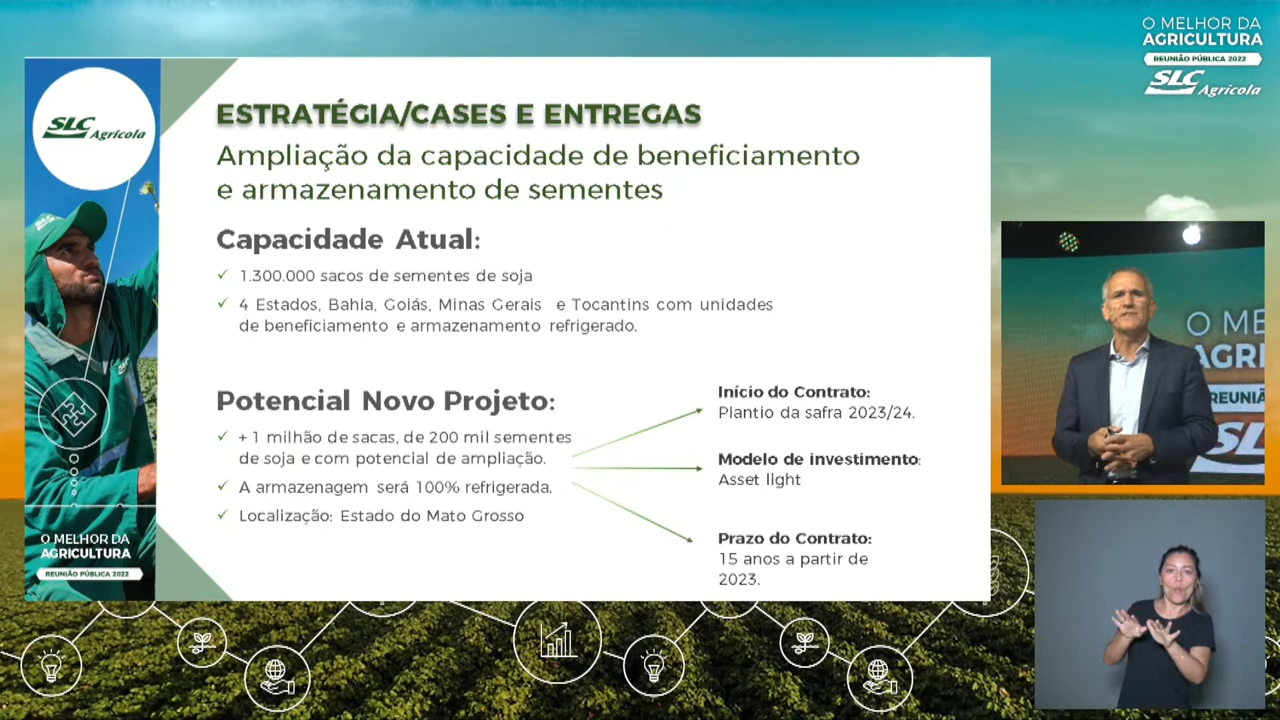 O MELHOR DA
AGRICULTURA
REUNIÃO PÚBLICA 2022
SLC Agrícola
SLC Agrícola
ESTRATÉGIA/CASES E ENTREGAS
Ampliação da capacidade de beneficiamento
e armazenamento de sementes
Capacidade Atual:
✓ 1.300.000 sacos de sementes de soja
✓ 4 Estados, Bahia, Goiás, Minas Gerais e Tocantins com unidades
de beneficiamento e armazenamento refrigerado.
Potencial Novo Projeto:
✓ + 1 milhão de sacas, de 200 mil sementes
de soja e com potencial de ampliação.
✓ A armazenagem será 100% refrigerada.
✓ Localização: Estado do Mato Grosso
Início do Contrato:
Plantio da safra 2023/24.
Modelo de investimento:
Asset light
Prazo do Contrato:
15 anos a partir de
2023.
O MELHOR DA
AGRICULTURA
REUNIÃO PÚBLICA 2022
O ME
AGRI
REUNIÃ
SL